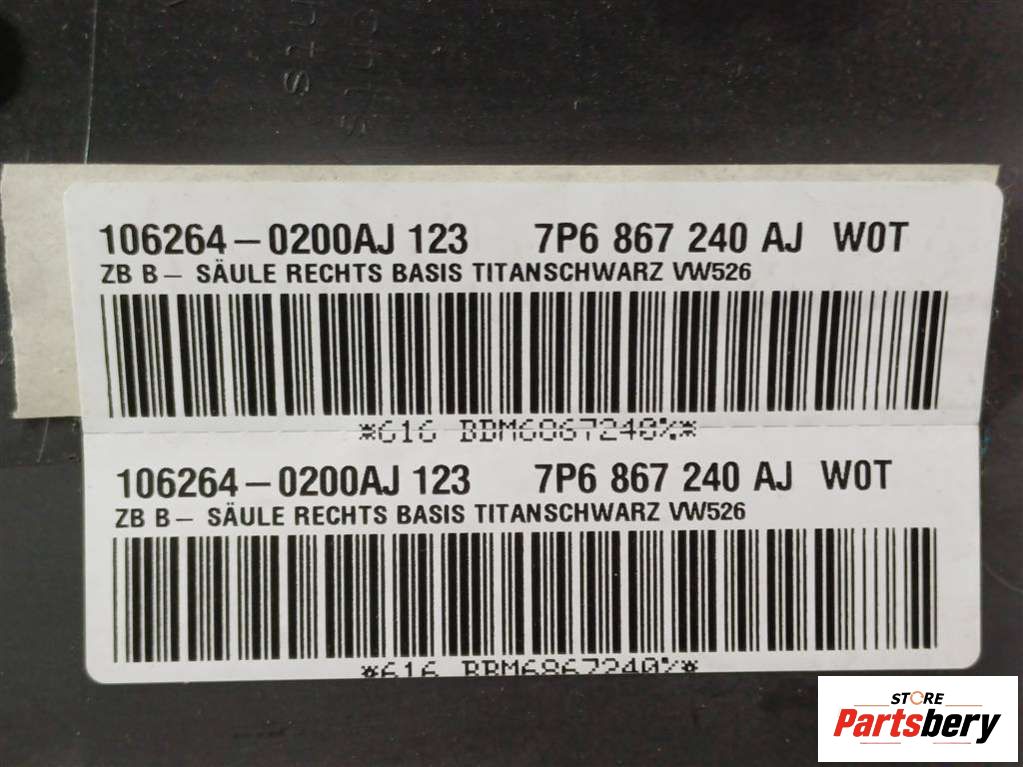 106264-0200AJ 123 7P6 867 240 AJ W0T
ZB B- SÄULE RECHTS BASIS TITANSCHWARZ VW526
*616 BBM6867240%*
106264-0200AJ 123 7P6 867 240 AJ W0T
ZB B- SÄULE RECHTS BASIS TITANSCHWARZ VW526
*616 BBM6867240%*
STORE
Partsbery